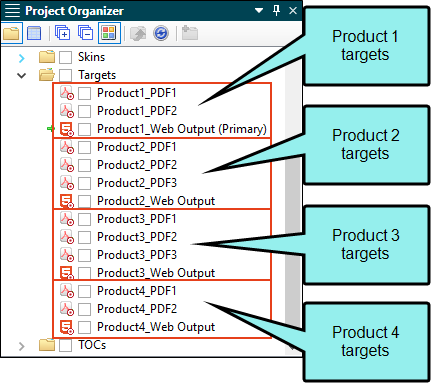 Project Organizer
Skins
Targets
Product1_PDF1
Product1_PDF2
Product1_Web Output (Primary)
Product2_PDF1
Product2_PDF2
Product2_PDF3
Product2_Web Output
Product3_PDF1
Product3_PDF2
Product3_PDF3
Product3_Web Output
Product4_PDF1
Product4_PDF2
Product4_Web Output
TOCs
Product 1
targets
Product 2
targets
Product 3
targets
Product 4
targets